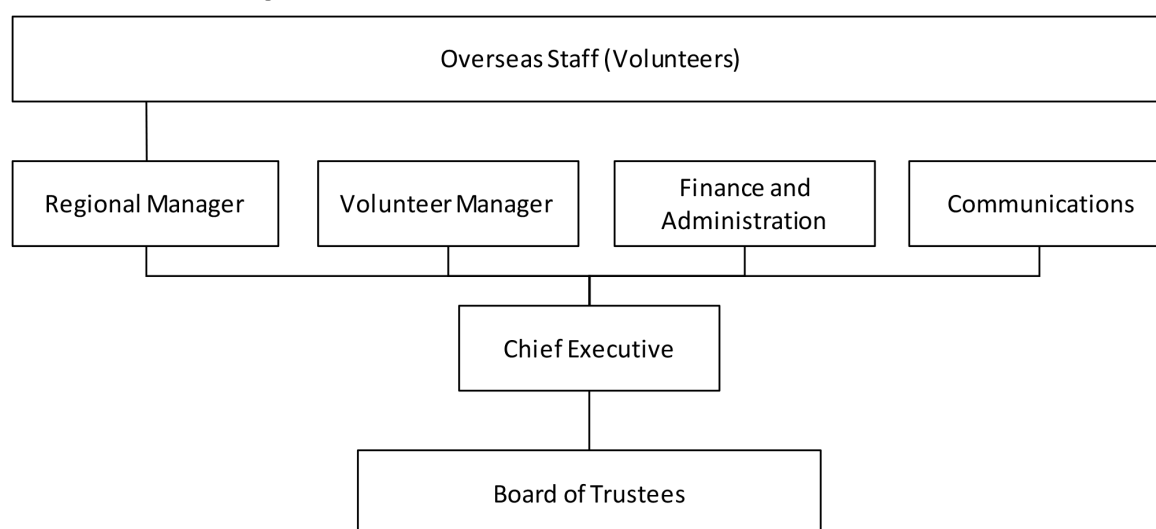 Overseas Staff (Volunteers)
Regional Manager
Volunteer Manager
Finance and
Administration
Communications
Chief Executive
Board of Trustees